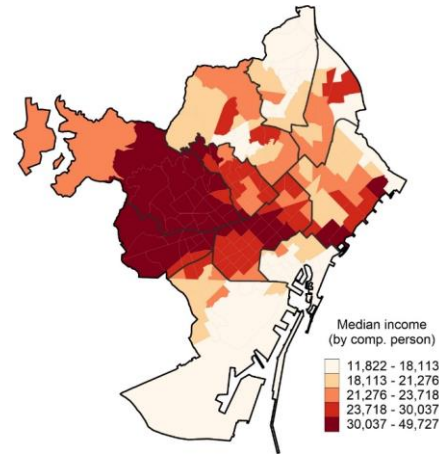 Median income
(by comp. person)
11,822 - 18,113
18,113 - 21,276
21,276 - 23,718
23,718 - 30,037
30,037 - 49,727